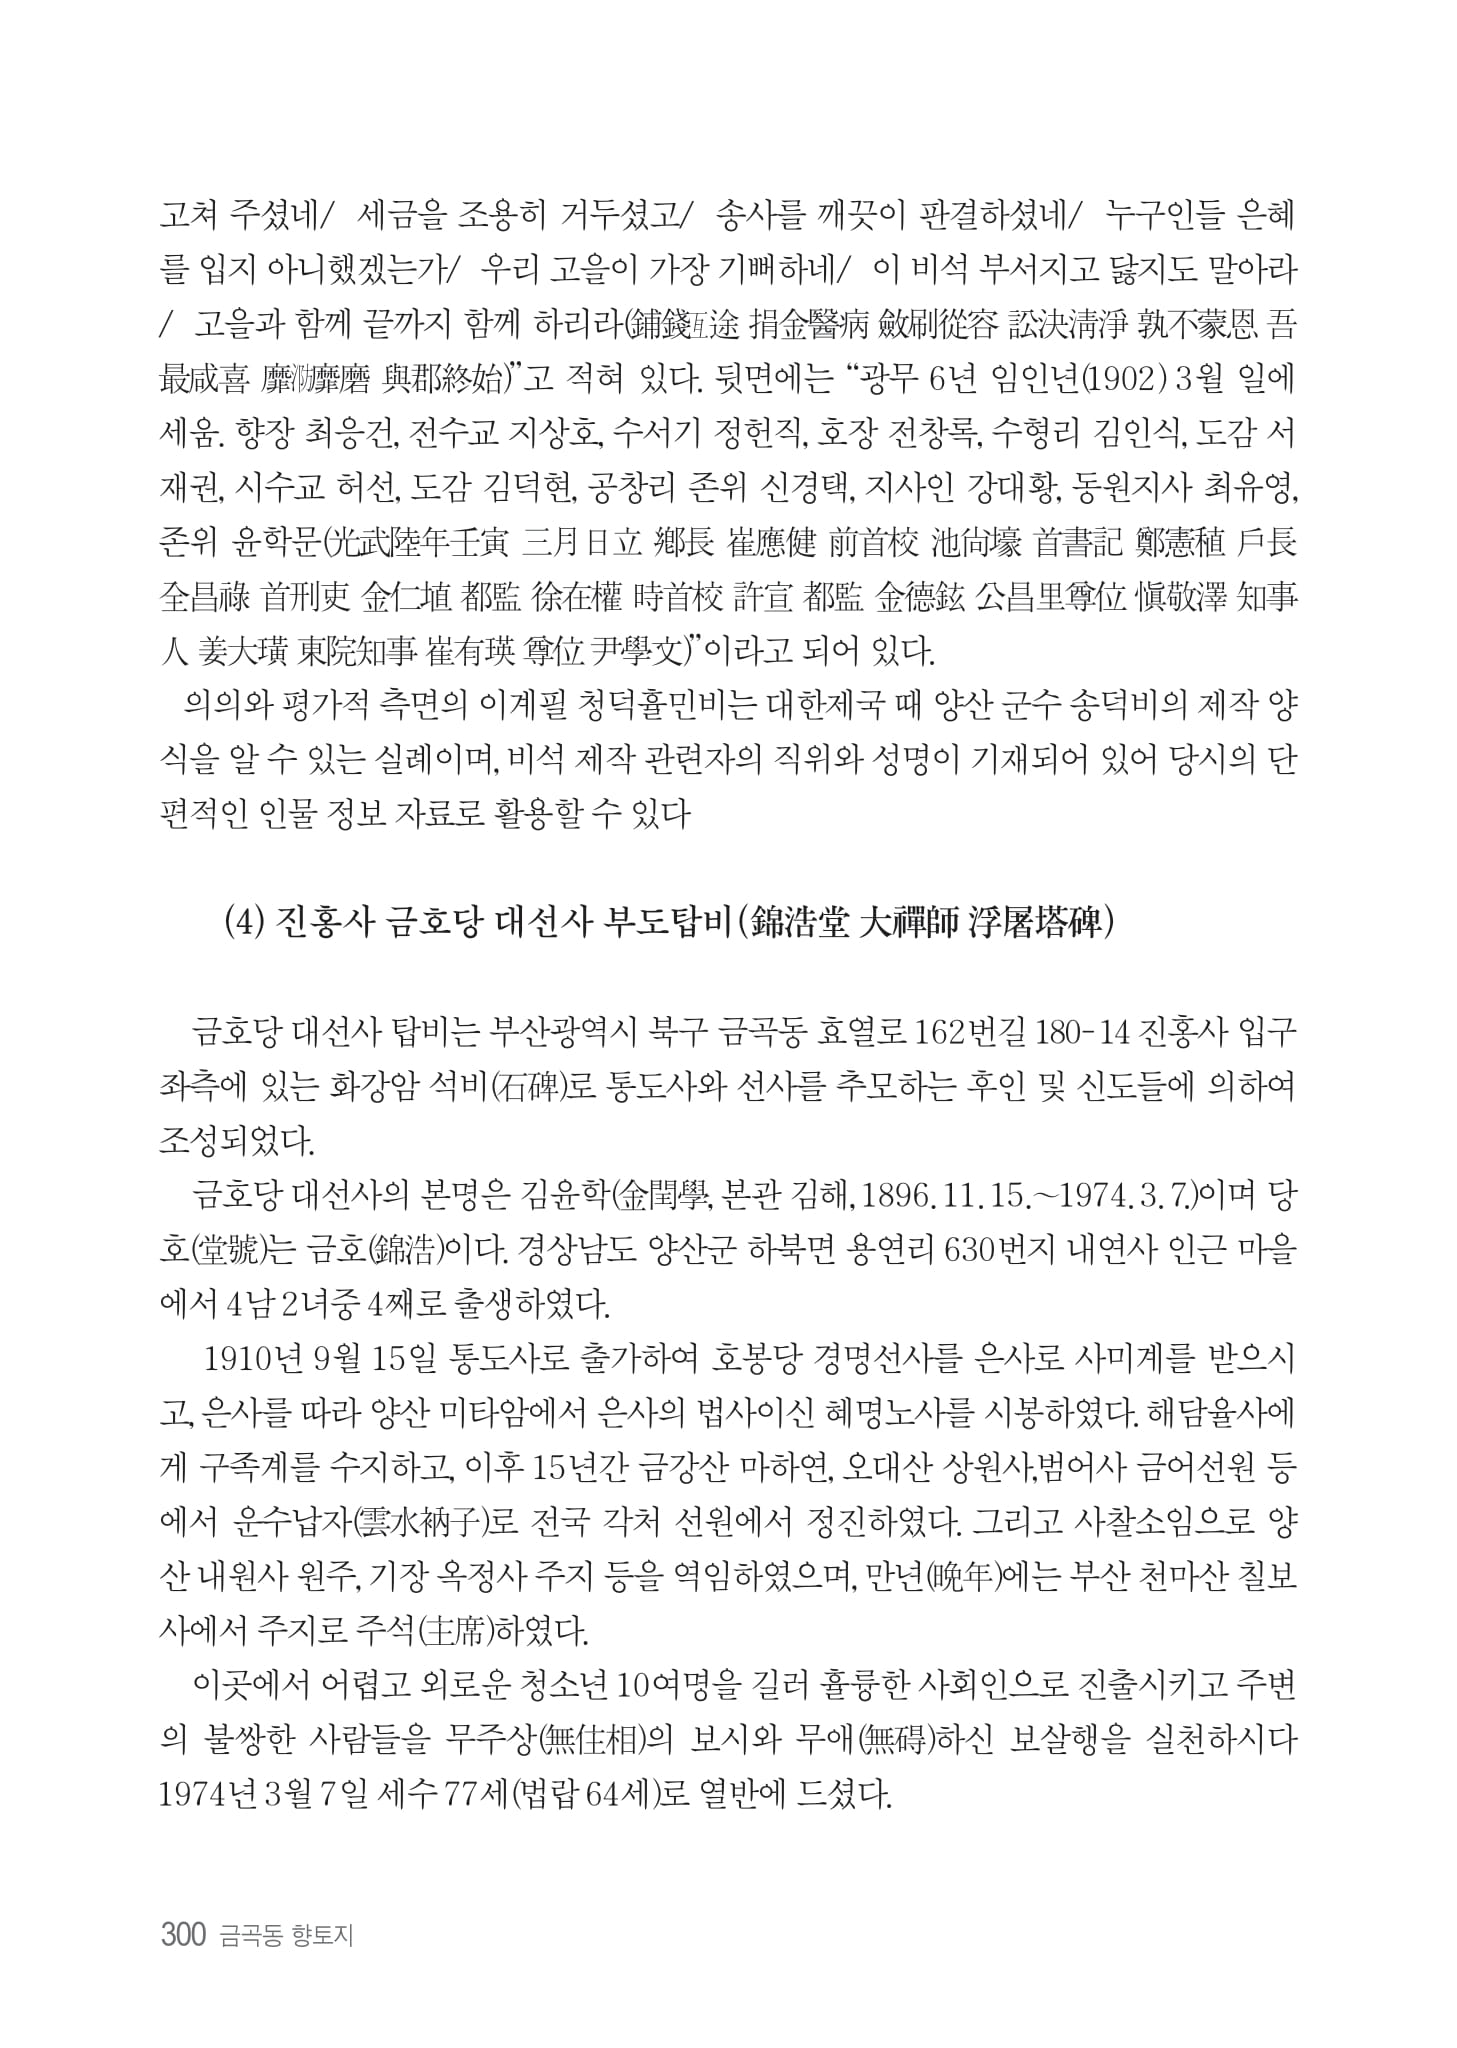 고쳐 주셨네/ 세금을 조용히 거두셨고/ 송사를 깨끗이 판결하셨네/ 누구인들 은혜
를 입지 아니했겠는가/ 우리 고을이 가장 기뻐하네/ 이 비석 부서지고 닳지도 말아라
/ 고을과 함께 끝까지 함께 하리라(鋪錢亙途 捐金醫病 斂刷從容 訟決淸淨 孰不蒙恩 吾
最咸喜 靡泐靡磨 與郡終始)”고 적혀 있다. 뒷면에는 “광무 6년 임인년(1902) 3월 일에
세움. 향장 최응건, 전수교 지상호, 수서기 정헌직, 호장 전창록, 수형리 김인식, 도감 서
재권, 시수교 허선, 도감 김덕현, 공창리 존위 신경택, 지사인 강대황, 동원지사 최유영,
존위 윤학문(光武陸年壬寅 三月日立 鄕長 崔應健 前首校 池尙壕 首書記 鄭憲稙 戶長
全昌祿 首刑吏 金仁埴 都監 徐在權 時首校 許宣 都監 金德鉉 公昌里尊位 愼敬澤 知事
人 姜大璜 東院知事 崔有瑛 尊位 尹學文)”이라고 되어 있다.
의의와 평가적 측면의 이계필 청덕휼민비는 대한제국 때 양산 군수 송덕비의 제작 양
식을 알 수 있는 실례이며, 비석 제작 관련자의 직위와 성명이 기재되어 있어 당시의 단
편적인 인물 정보 자료로 활용할 수 있다
(4) 진홍사 금호당 대선사 부도탑비(錦浩堂 大禪師 浮屠塔碑)
금호당 대선사 탑비는 부산광역시 북구 금곡동 효열로 162번길 180-14 진홍사 입구
좌측에 있는 화강암 석비(石碑)로 통도사와 선사를 추모하는 후인 및 신도들에 의하여
조성되었다.
금호당 대선사의 본명은 김윤학(金閏學, 본관 김해, 1896. 11. 15.~1974. 3. 7.)이며 당
호(堂號)는 금호(錦浩)이다. 경상남도 양산군 하북면 용연리 630번지 내연사 인근 마을
에서 4남 2녀중 4째로 출생하였다.
1910년 9월 15일 통도사로 출가하여 호봉당 경명선사를 은사로 사미계를 받으시
고, 은사를 따라 양산 미타암에서 은사의 법사이신 혜명노사를 시봉하였다. 해담율사에
게 구족계를 수지하고, 이후 15년간 금강산 마하연, 오대산 상원사,범어사 금어선원 등
에서 운수납자(雲水衲子)로 전국 각처 선원에서 정진하였다. 그리고 사찰소임으로 양
산 내원사 원주, 기장 옥정사 주지 등을 역임하였으며, 만년(晩年)에는 부산 천마산 칠보
사에서 주지로 주석(主席)하였다.
이곳에서 어렵고 외로운 청소년 10여명을 길러 휼륭한 사회인으로 진출시키고 주변
의 불쌍한 사람들을 무주상(無住相)의 보시와 무애(無碍)하신 보살행을 실천하시다
1974년 3월 7일 세수 77세(법랍 64세)로 열반에 드셨다.
300 금곡동 향토지